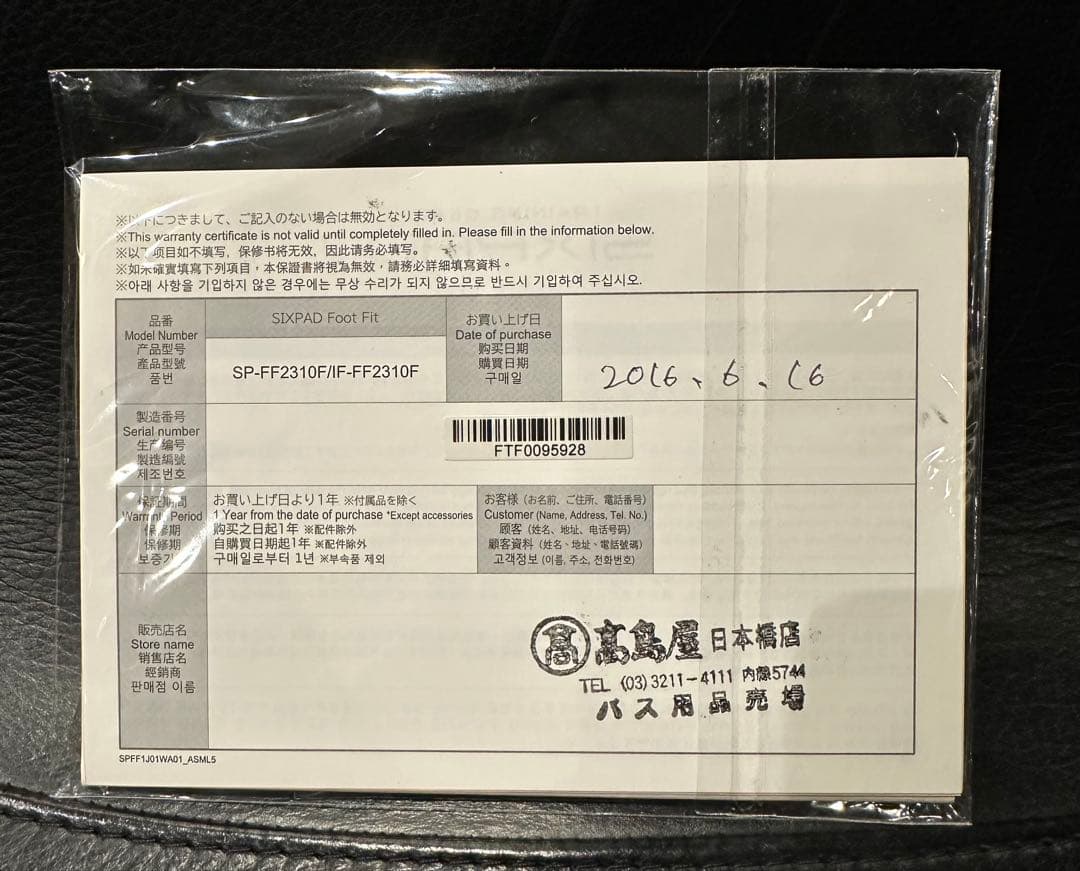 ※以下につきまして、ご記入のない場合は無効となります。
※This warranty certificate is not valid until completely filled in. Please fill in the information below.
※以下项目如不填写，保修书将无效，因此请务必填写。
※如未確實填寫下列項目，本保證書將視為無效，請務必詳細填寫資料。
※아래 사항을 기입하지 않은 경우에는 무상 수리가 되지 않으므로 반드시 기입하여 주십시오.
品番
Model Number
产品型号
產品型號
품번
SIXPAD Foot Fit
SP-FF2310F/IF-FF2310F
お買い上げ日
Date of purchase
购买日期
購買日期
구매일
2016、6、16
製造番号
Serial number
生产编号
製造編號
제조번호
FTF0095928
保証期間
Warranty Period
保修期
保修期
보증기간
お買い上げ日より1年 ※付属品を除く
1 Year from the date of purchase *Except accessories
购买之日起1年 ※配件除外
自購買日期起1年 ※配件除外
구매일로부터 1년 ※부속품 제외
お客様（お名前、ご住所、電話番号）
Customer (Name, Address, Tel. No.)
顾客（姓名、地址、电话号码）
顧客資料（姓名、地址、電話號碼）
고객정보 (이름, 주소, 전화번호)
販売店名
Store name
销售店名
經銷商
판매점 이름
髙 髙島屋 日本橋店
TEL (03)3211-4111 内線5744
バス用品売場
SPFF1J01WA01_ASML5